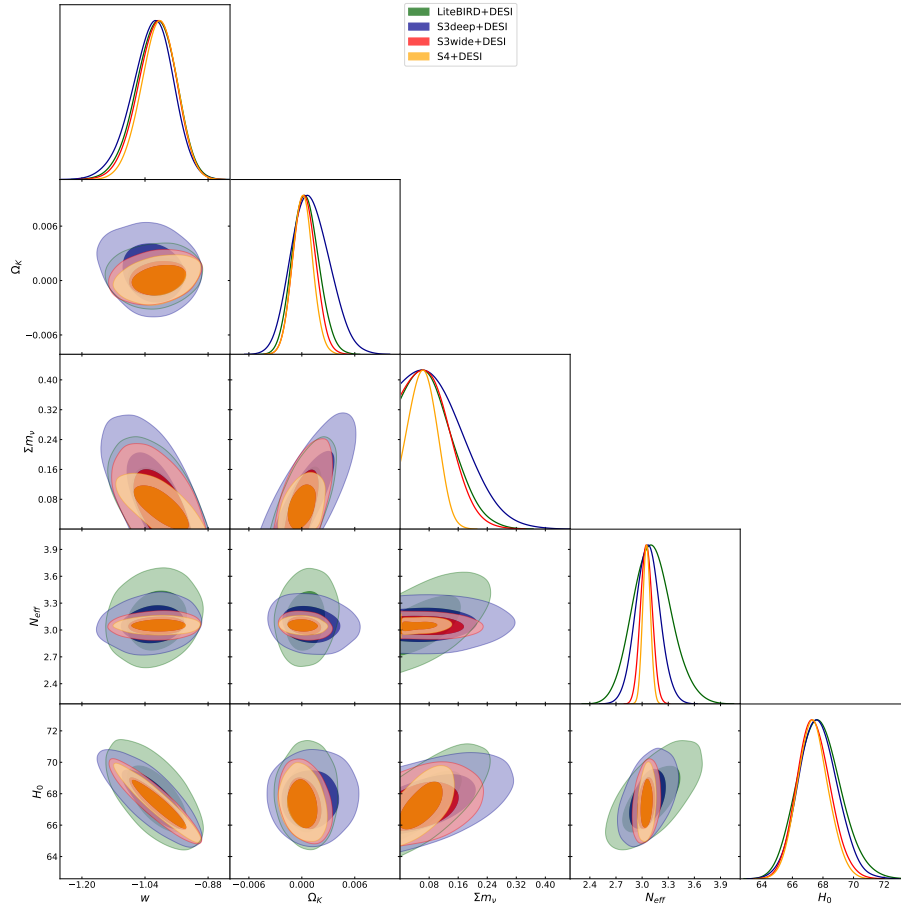 LiteBIRD+DESI
S3deep+DESI
S3wide+DESI
S4+DESI
0.006
0.000
−0.006
Ω_K
0.40
0.32
0.24
0.16
0.08
Σm_ν
3.9
3.6
3.3
3.0
2.7
2.4
N_eff
72
70
68
66
64
H_0
−1.20 −1.04 −0.88
w
−0.006 0.000 0.006
Ω_K
0.08 0.16 0.24 0.32 0.40
Σm_ν
2.4 2.7 3.0 3.3 3.6 3.9
N_eff
64 66 68 70 72
H_0